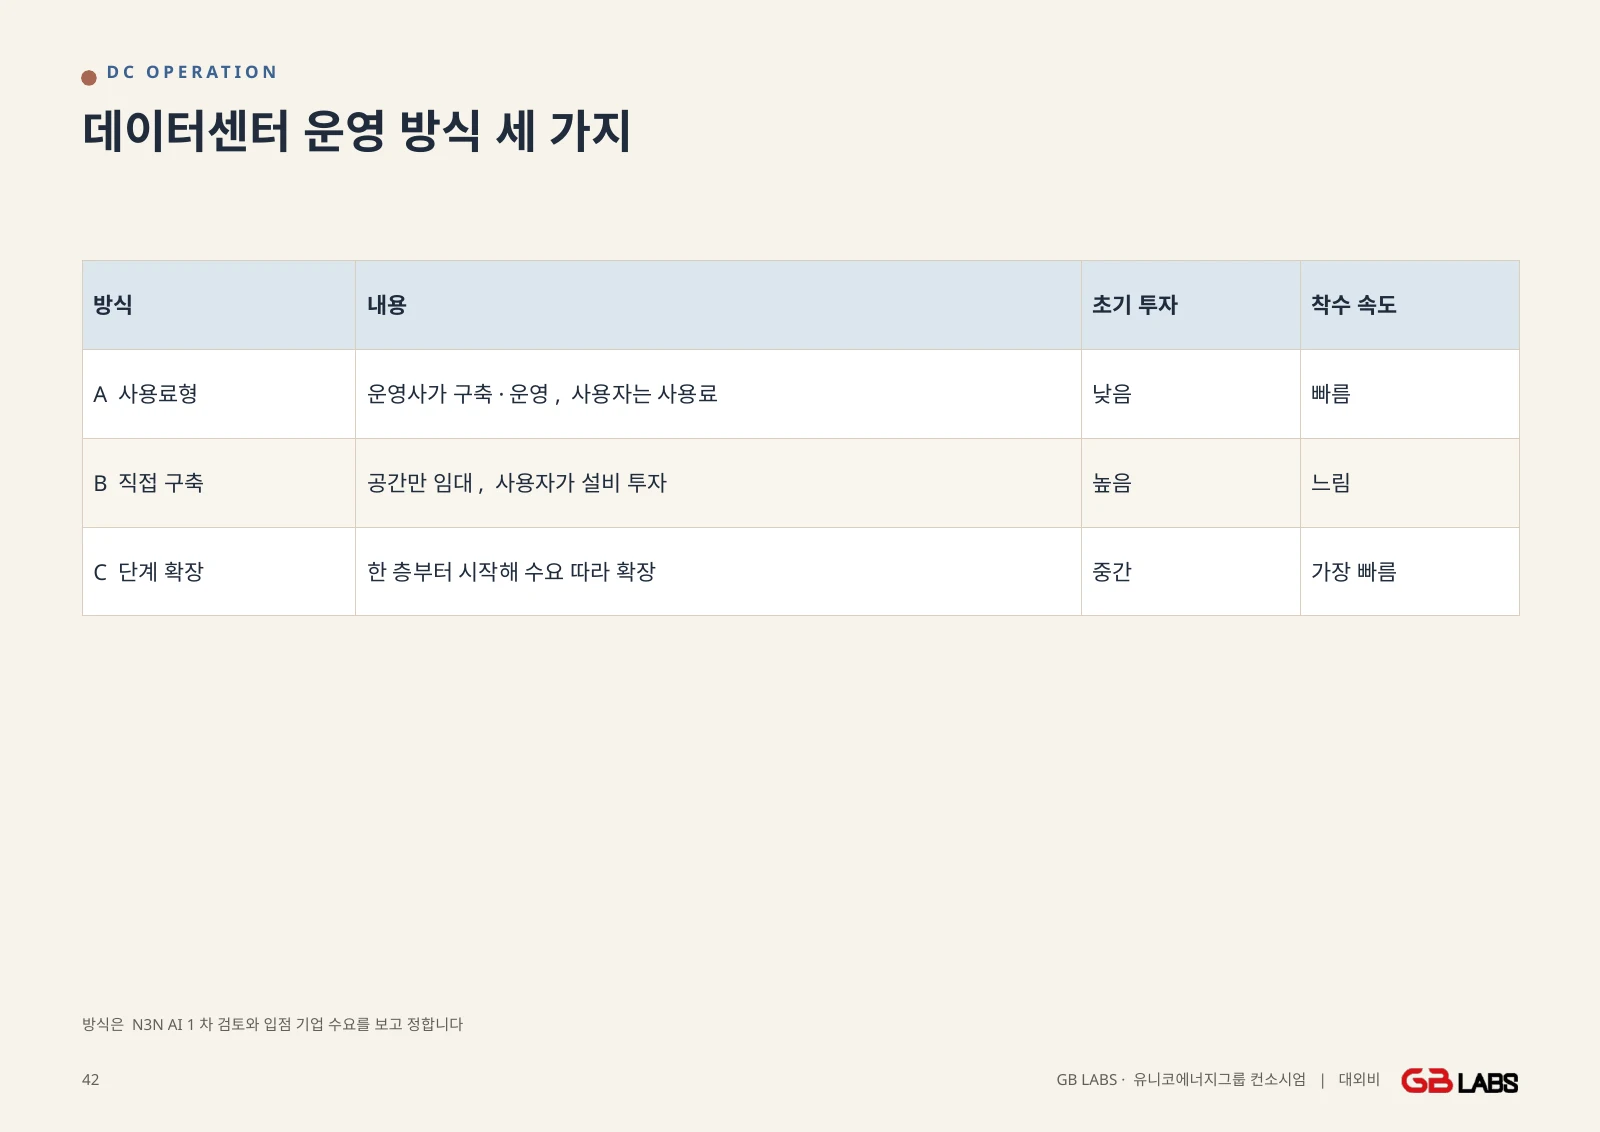 DC OPERATION
데이터센터 운영 방식 세 가지
방식 내용 초기 투자 착수 속도
A 사용료형 운영사가 구축 · 운영 , 사용자는 사용료 낮음 빠름
B 직접 구축 공간만 임대 , 사용자가 설비 투자 높음 느림
C 단계 확장 한 층부터 시작해 수요 따라 확장 중간 가장 빠름
방식은 N3N AI 1 차 검토와 입점 기업 수요를 보고 정합니다
42 GB LABS · 유니코에너지그룹 컨소시엄 | 대외비 GB LABS